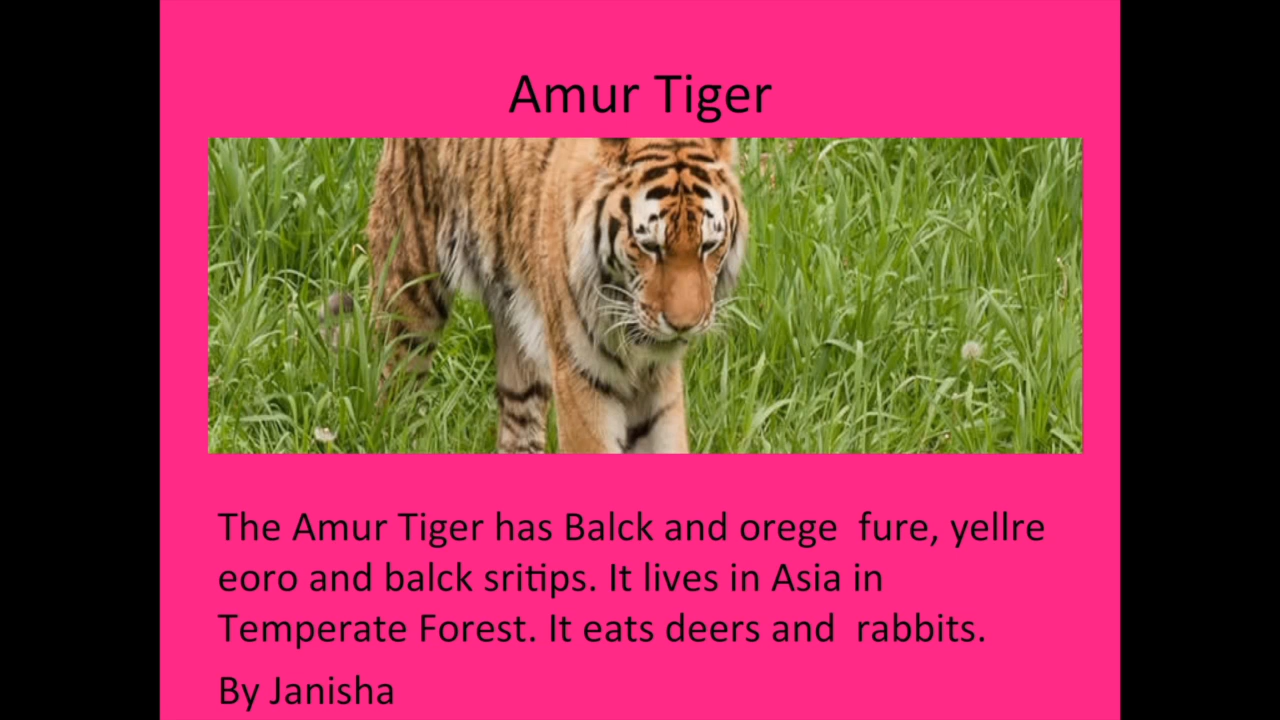 Amur Tiger
The Amur Tiger has Balck and orege  fure, yellre
eoro and balck sritips. It lives in Asia in
Temperate Forest. It eats deers and  rabbits.
By Janisha